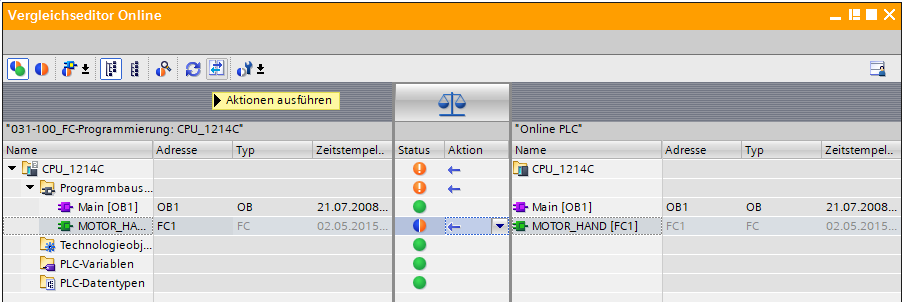 Vergleichseditor Online
Aktionen ausführen
"031-100_FC-Programmierung: CPU_1214C" "Online PLC"
Name Adresse Typ Zeitstempel.. Status Aktion Name Adresse Typ Zeitstempel..
CPU_1214C CPU_1214C
Programmbaus...
Main [OB1] OB1 OB 21.07.2008... Main [OB1] OB1 OB 21.07.2008...
MOTOR_HA... FC1 FC 02.05.2015... MOTOR_HAND [FC1] FC1 FC 02.05.2015...
Technologieobj...
PLC-Variablen
PLC-Datentypen